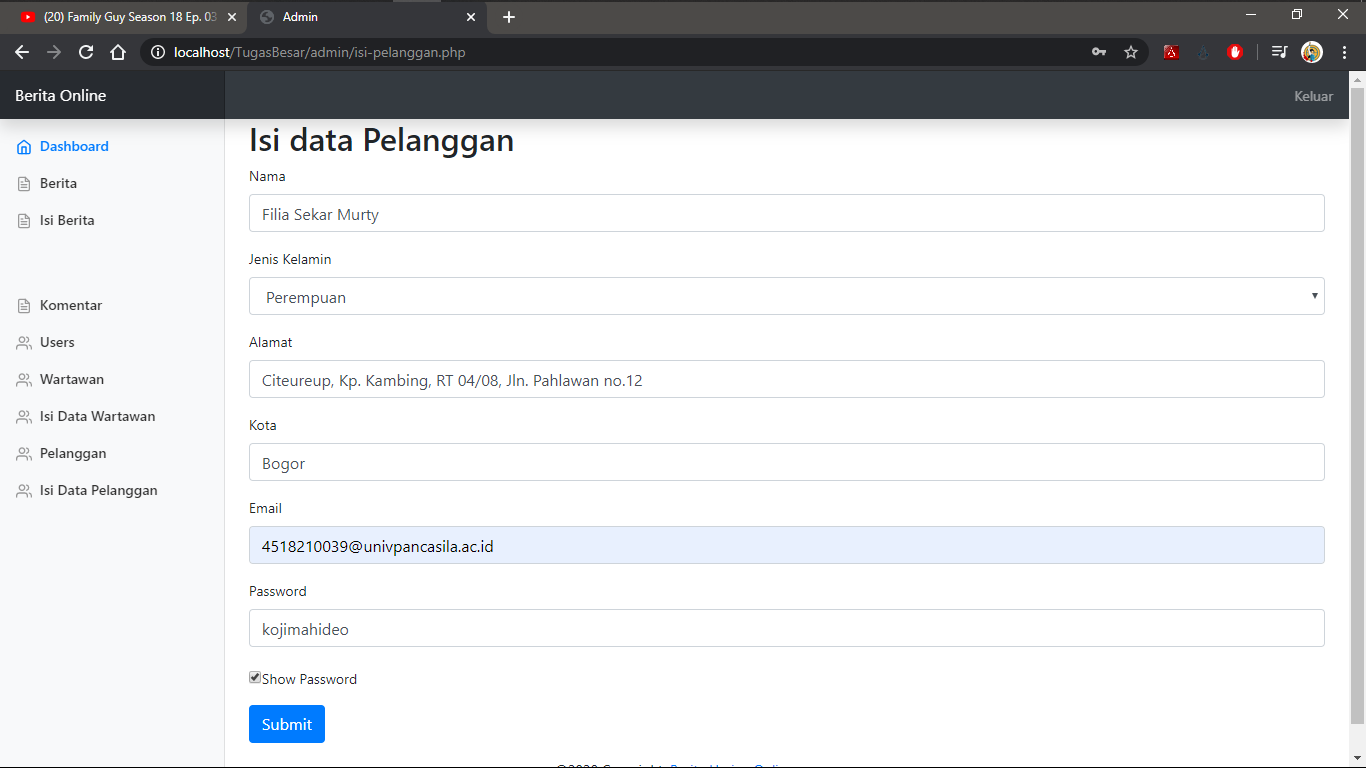 (20) Family Guy Season 18 Ep. 03
Admin
localhost/TugasBesar/admin/isi-pelanggan.php
Berita Online
Keluar
Dashboard
Berita
Isi Berita
Komentar
Users
Wartawan
Isi Data Wartawan
Pelanggan
Isi Data Pelanggan
Isi data Pelanggan
Nama
Filia Sekar Murty
Jenis Kelamin
Perempuan
Alamat
Citeureup, Kp. Kambing, RT 04/08, Jln. Pahlawan no.12
Kota
Bogor
Email
4518210039@univpancasila.ac.id
Password
kojimahideo
Show Password
Submit